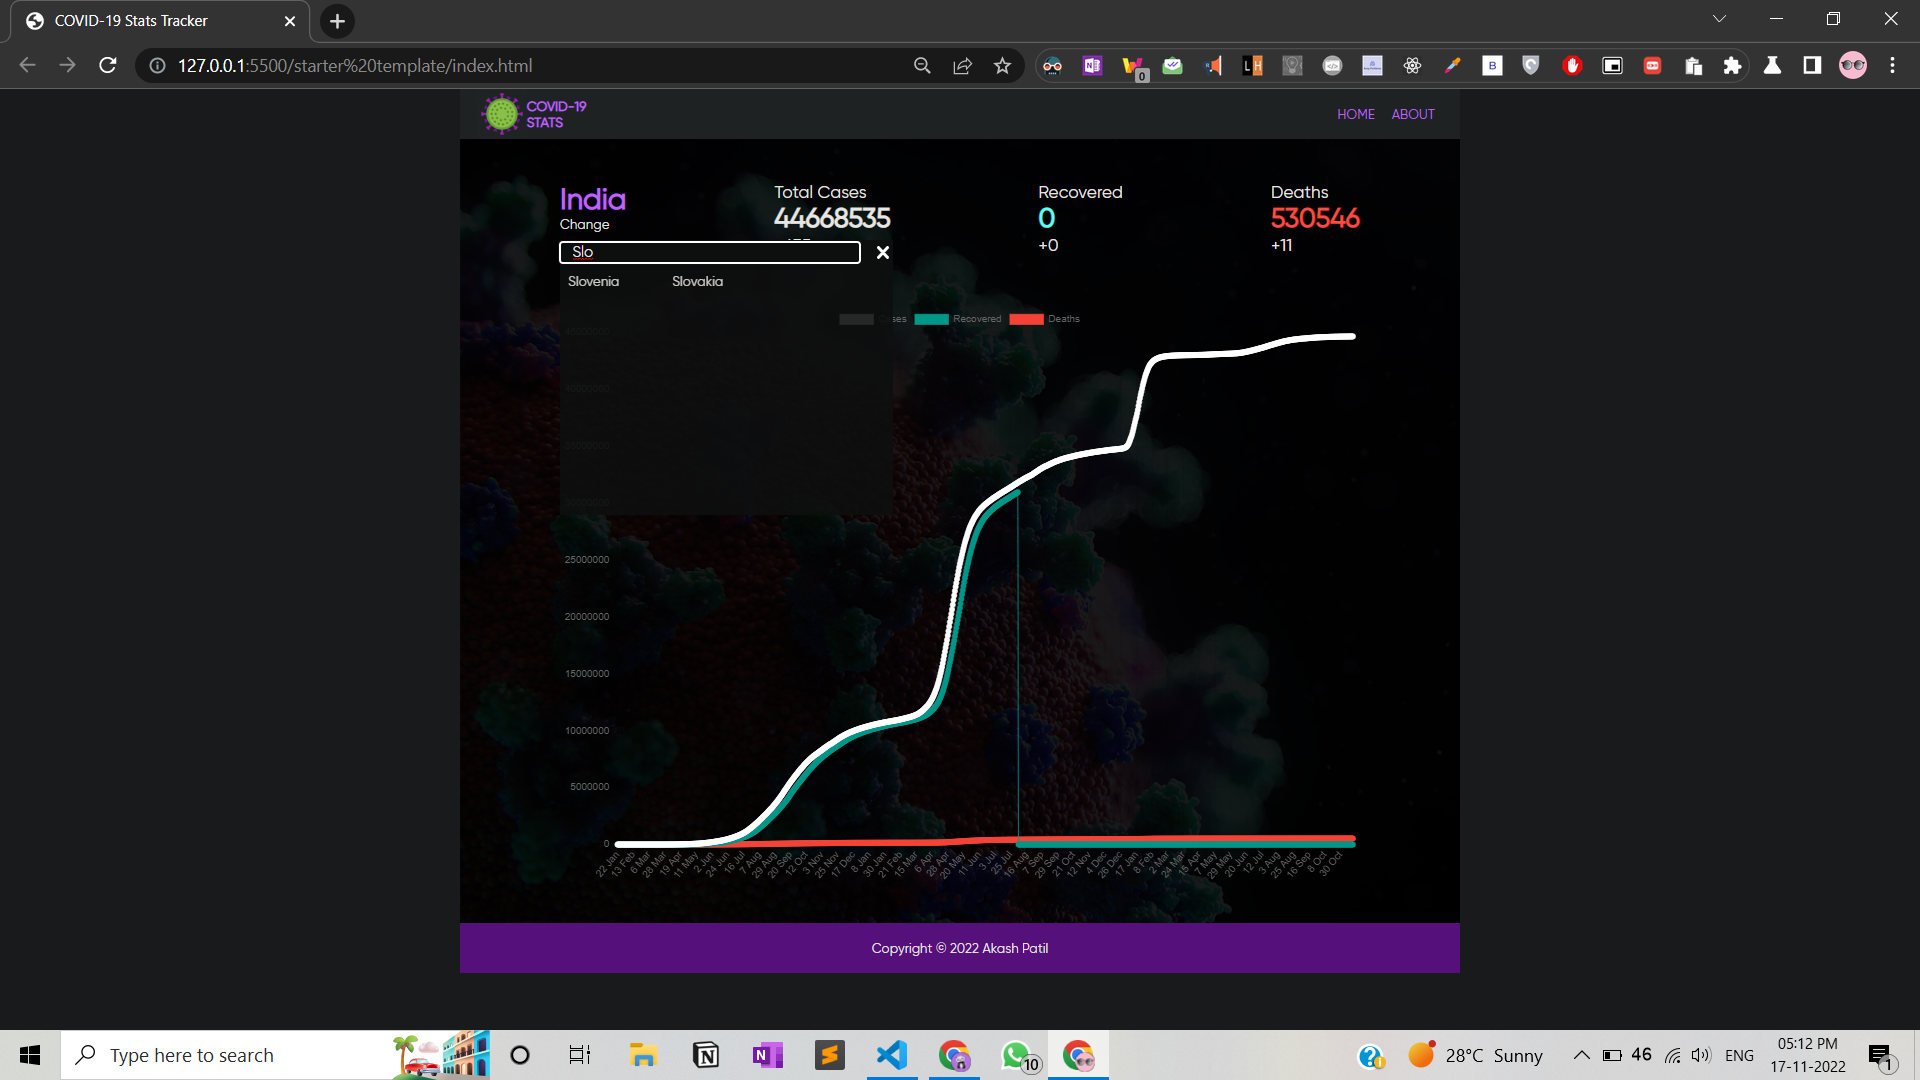 COVID-19 Stats Tracker
127.0.0.1:5500/starter%20template/index.html
0
LH
B
COVID-19
STATS
HOME ABOUT
India
Change
Total Cases
44668535
Recovered
0
+0
Deaths
530546
+11
Slo
Slovenia Slovakia
Recovered Deaths
25000000
20000000
15000000
10000000
5000000
0
22 Jan 13 Feb 6 Mar 28 Mar 19 Apr 11 May 2 Jun 24 Jun 16 Jul 7 Aug 29 Aug 20 Sep 12 Oct 3 Nov 25 Nov 17 Dec 8 Jan 30 Jan 21 Feb 15 Mar 6 Apr 28 Apr 20 May 11 Jun 3 Jul 25 Jul 16 Aug 7 Sep 29 Sep 21 Oct 12 Nov 4 Dec 26 Dec 17 Jan 8 Feb 2 Mar 24 Mar 15 Apr 7 May 29 May 20 Jun 12 Jul 3 Aug 25 Aug 16 Sep 8 Oct 30 Oct
Copyright © 2022 Akash Patil
Type here to search
10
28°C Sunny
46
ENG
05:12 PM
17-11-2022
1